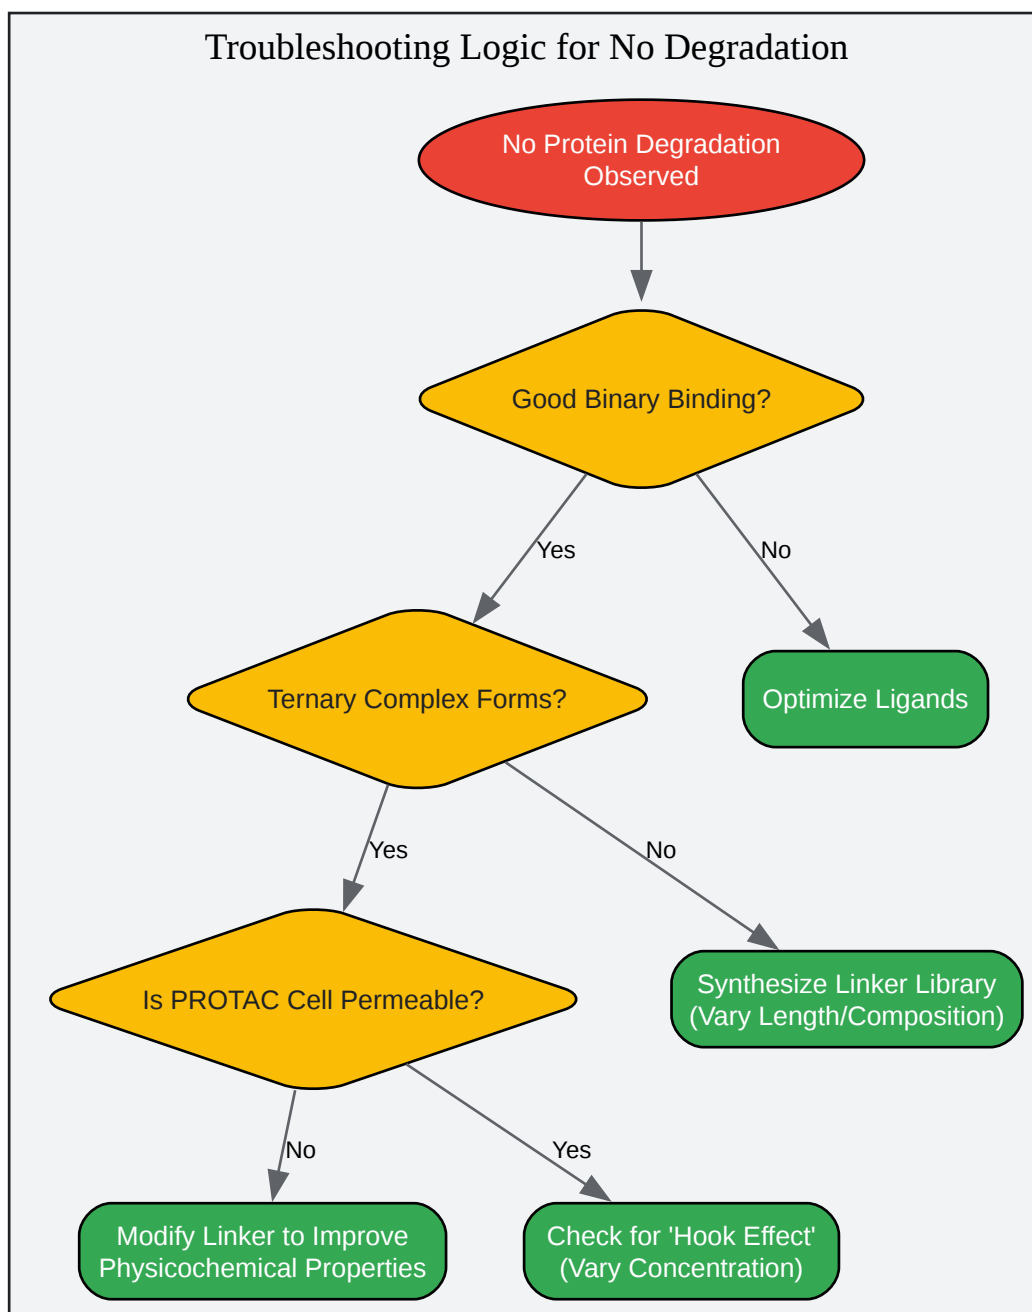 Troubleshooting Logic for No Degradation
No Protein Degradation
Observed
Good Binary Binding?
Yes
No
Ternary Complex Forms?
Optimize Ligands
Yes
No
Is PROTAC Cell Permeable?
Synthesize Linker Library
(Vary Length/Composition)
No
Yes
Modify Linker to Improve
Physicochemical Properties
Check for 'Hook Effect'
(Vary Concentration)